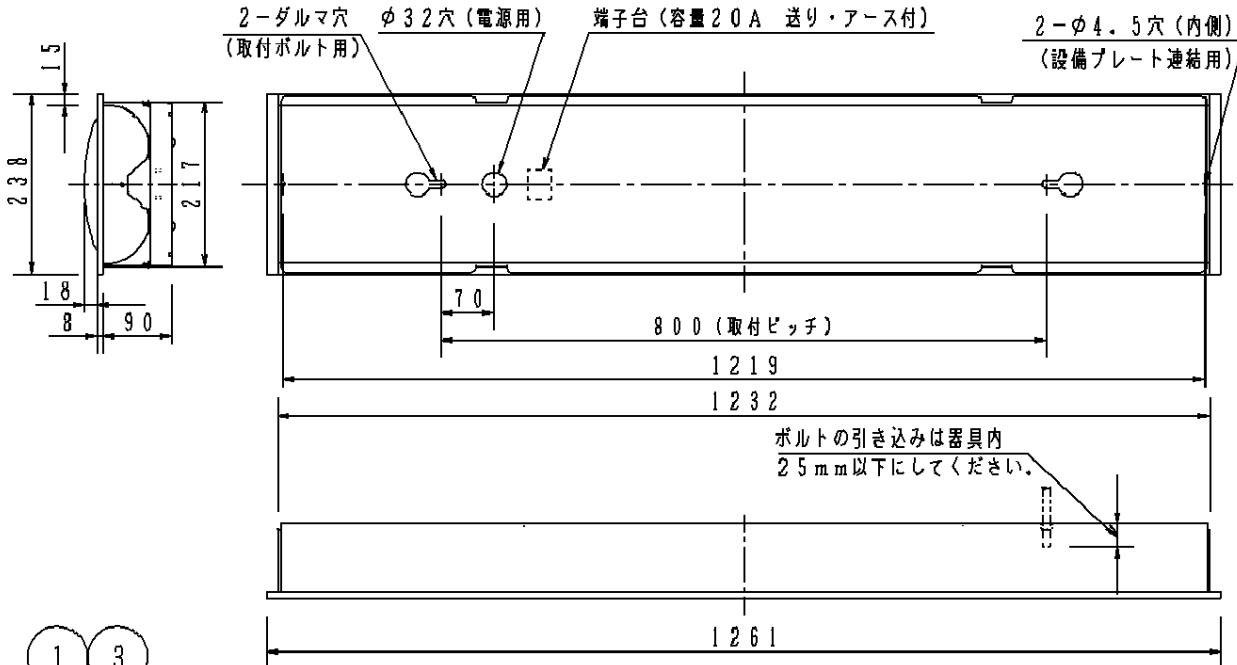 2-ダルマ穴
(取付ボルト用)
φ32穴(電源用)
端子台(容量20A 送り・アース付)
2-φ4.5穴(内側)
(設備プレート連結用)
15
238
217
18
8
90
70
800(取付ピッチ)
1219
1232
ボルトの引き込みは器具内
25mm以下にしてください.
1261
1
3